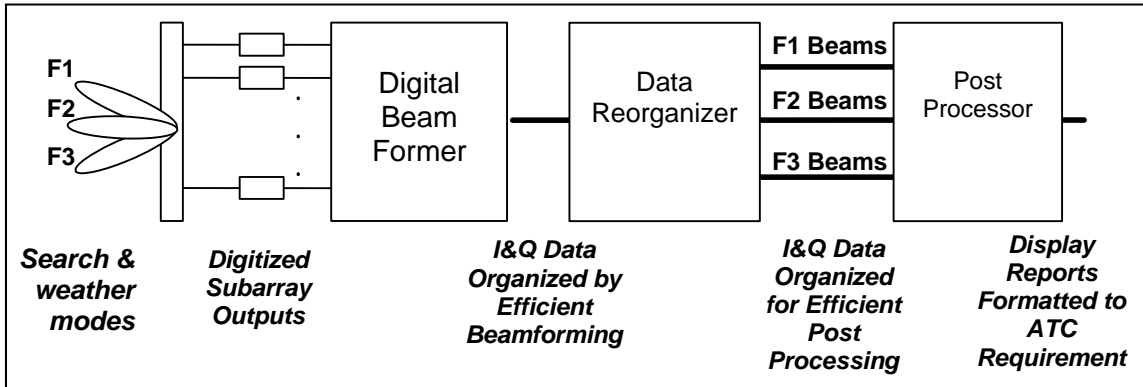 F1
F2
F3
Digital
Beam
Former
Data
Reorganizer
F1 Beams
F2 Beams
F3 Beams
Post
Processor
Search &
weather
modes
Digitized
Subarray
Outputs
I&Q Data
Organized by
Efficient
Beamforming
I&Q Data
Organized
for Efficient
Post
Processing
Display
Reports
Formatted to
ATC
Requirement